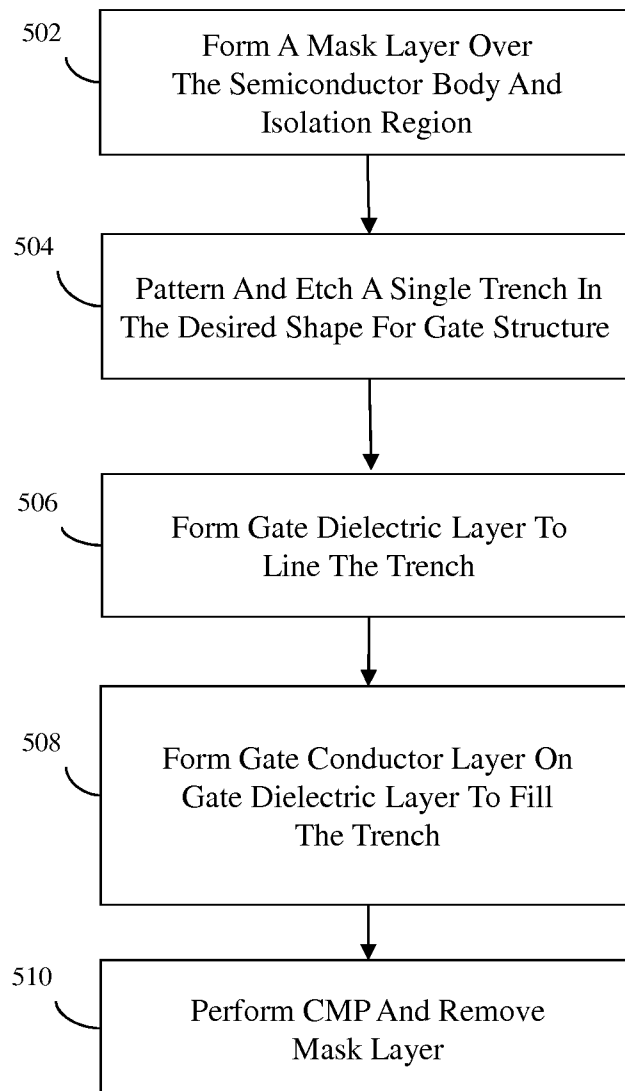 502
Form A Mask Layer Over
The Semiconductor Body And
Isolation Region
504
Pattern And Etch A Single Trench In
The Desired Shape For Gate Structure
506
Form Gate Dielectric Layer To
Line The Trench
508
Form Gate Conductor Layer On
Gate Dielectric Layer To Fill
The Trench
510
Perform CMP And Remove
Mask Layer